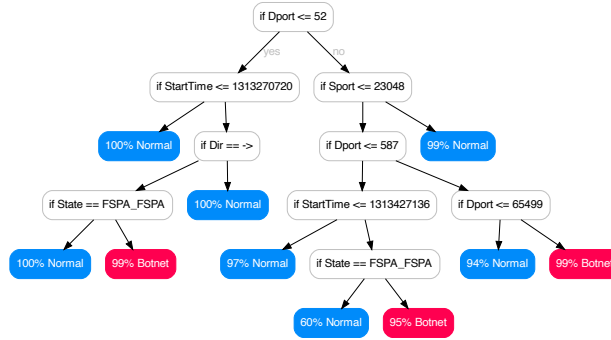 if Dport <= 52
yes
no
if StartTime <= 1313270720
if Sport <= 23048
100% Normal
if Dir == ->
if Dport <= 587
99% Normal
if State == FSPA_FSPA
100% Normal
if StartTime <= 1313427136
if Dport <= 65499
100% Normal
99% Botnet
97% Normal
if State == FSPA_FSPA
94% Normal
99% Botnet
60% Normal
95% Botnet